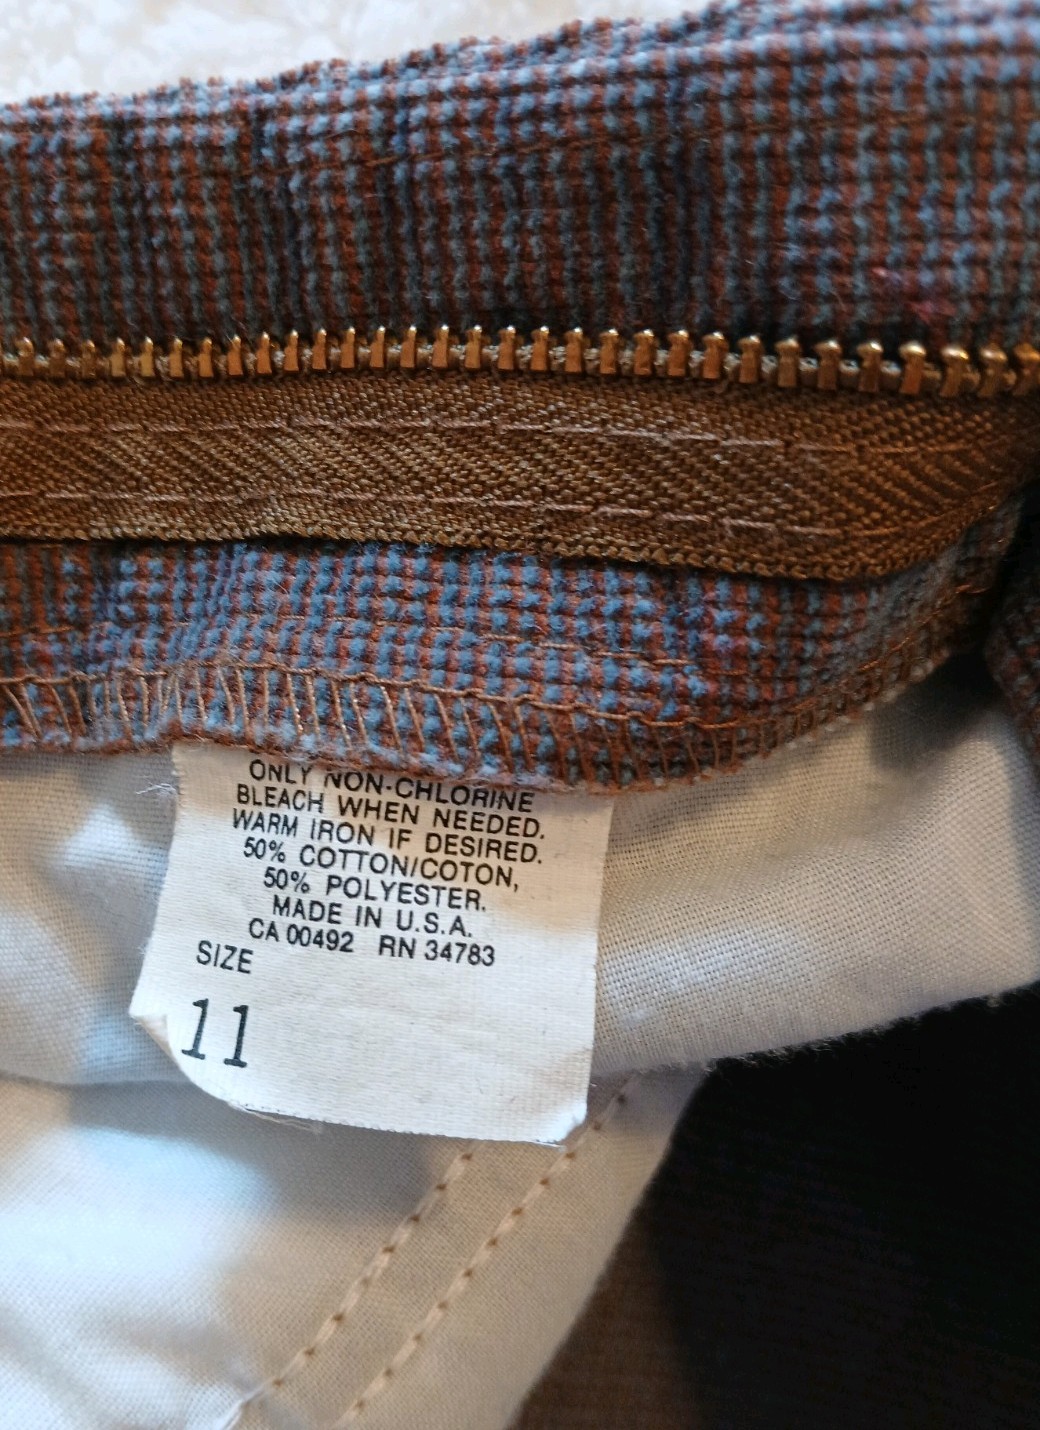 ONLY NON-CHLORINE
BLEACH WHEN NEEDED.
WARM IRON IF DESIRED.
50% COTTON/COTON,
50% POLYESTER.
MADE IN U.S.A.
CA 00492 RN 34783
SIZE
11